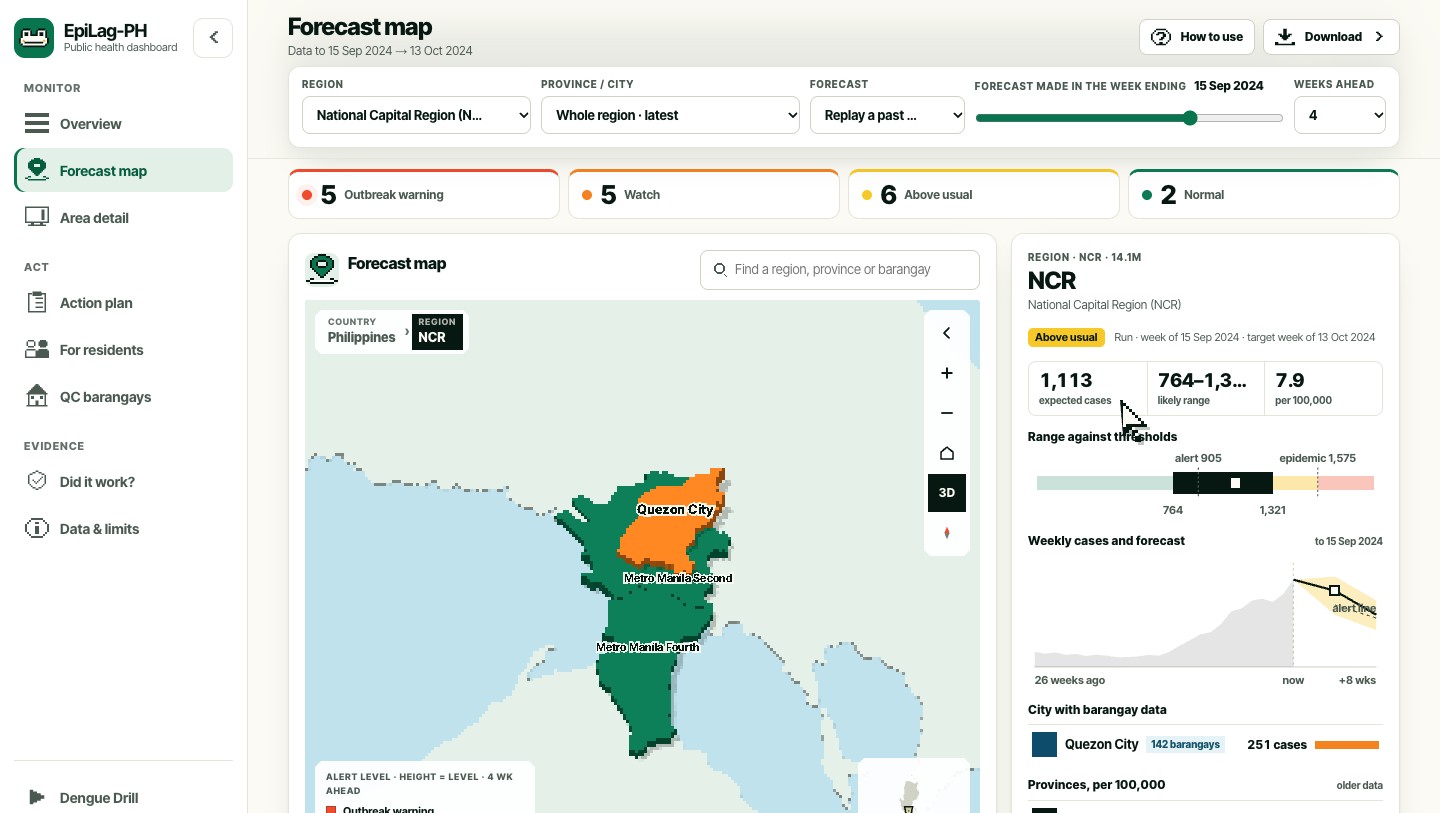 EpiLag-PH
Public health dashboard
MONITOR
Overview
Forecast map
Area detail
ACT
Action plan
For residents
QC barangays
EVIDENCE
Did it work?
Data & limits
Dengue Drill
Forecast map
Data to 15 Sep 2024 → 13 Oct 2024
How to use
Download
REGION
National Capital Region (N...
PROVINCE / CITY
Whole region · latest
FORECAST
Replay a past ...
FORECAST MADE IN THE WEEK ENDING 15 Sep 2024
WEEKS AHEAD
4
5 Outbreak warning
5 Watch
6 Above usual
2 Normal
Forecast map
Find a region, province or barangay
COUNTRY
Philippines
›
REGION
NCR
+
−
3D
Quezon City
Metro Manila Second
Metro Manila Fourth
ALERT LEVEL · HEIGHT = LEVEL · 4 WK
AHEAD
Outbreak warning
REGION · NCR · 14.1M
NCR
National Capital Region (NCR)
Above usual
Run · week of 15 Sep 2024 · target week of 13 Oct 2024
1,113
expected cases
764–1,3...
likely range
7.9
per 100,000
Range against thresholds
alert 905
epidemic 1,575
764
1,321
Weekly cases and forecast
to 15 Sep 2024
alert line
26 weeks ago
now
+8 wks
City with barangay data
Quezon City 142 barangays 251 cases
Provinces, per 100,000
older data